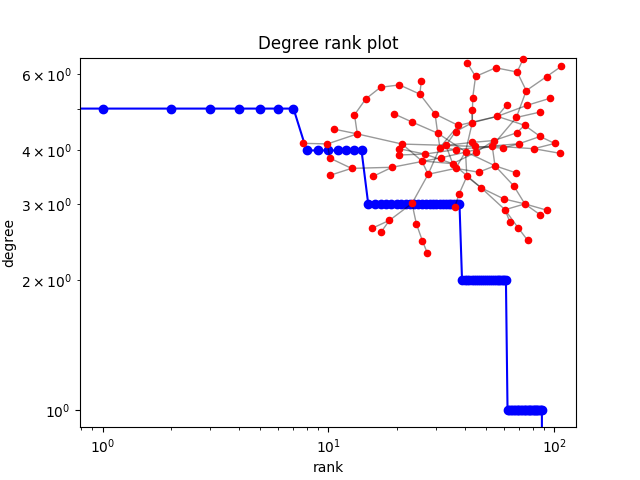 Degree rank plot
6 × 10⁰
4 × 10⁰
3 × 10⁰
2 × 10⁰
10⁰
degree
10⁰ 10¹ 10²
rank